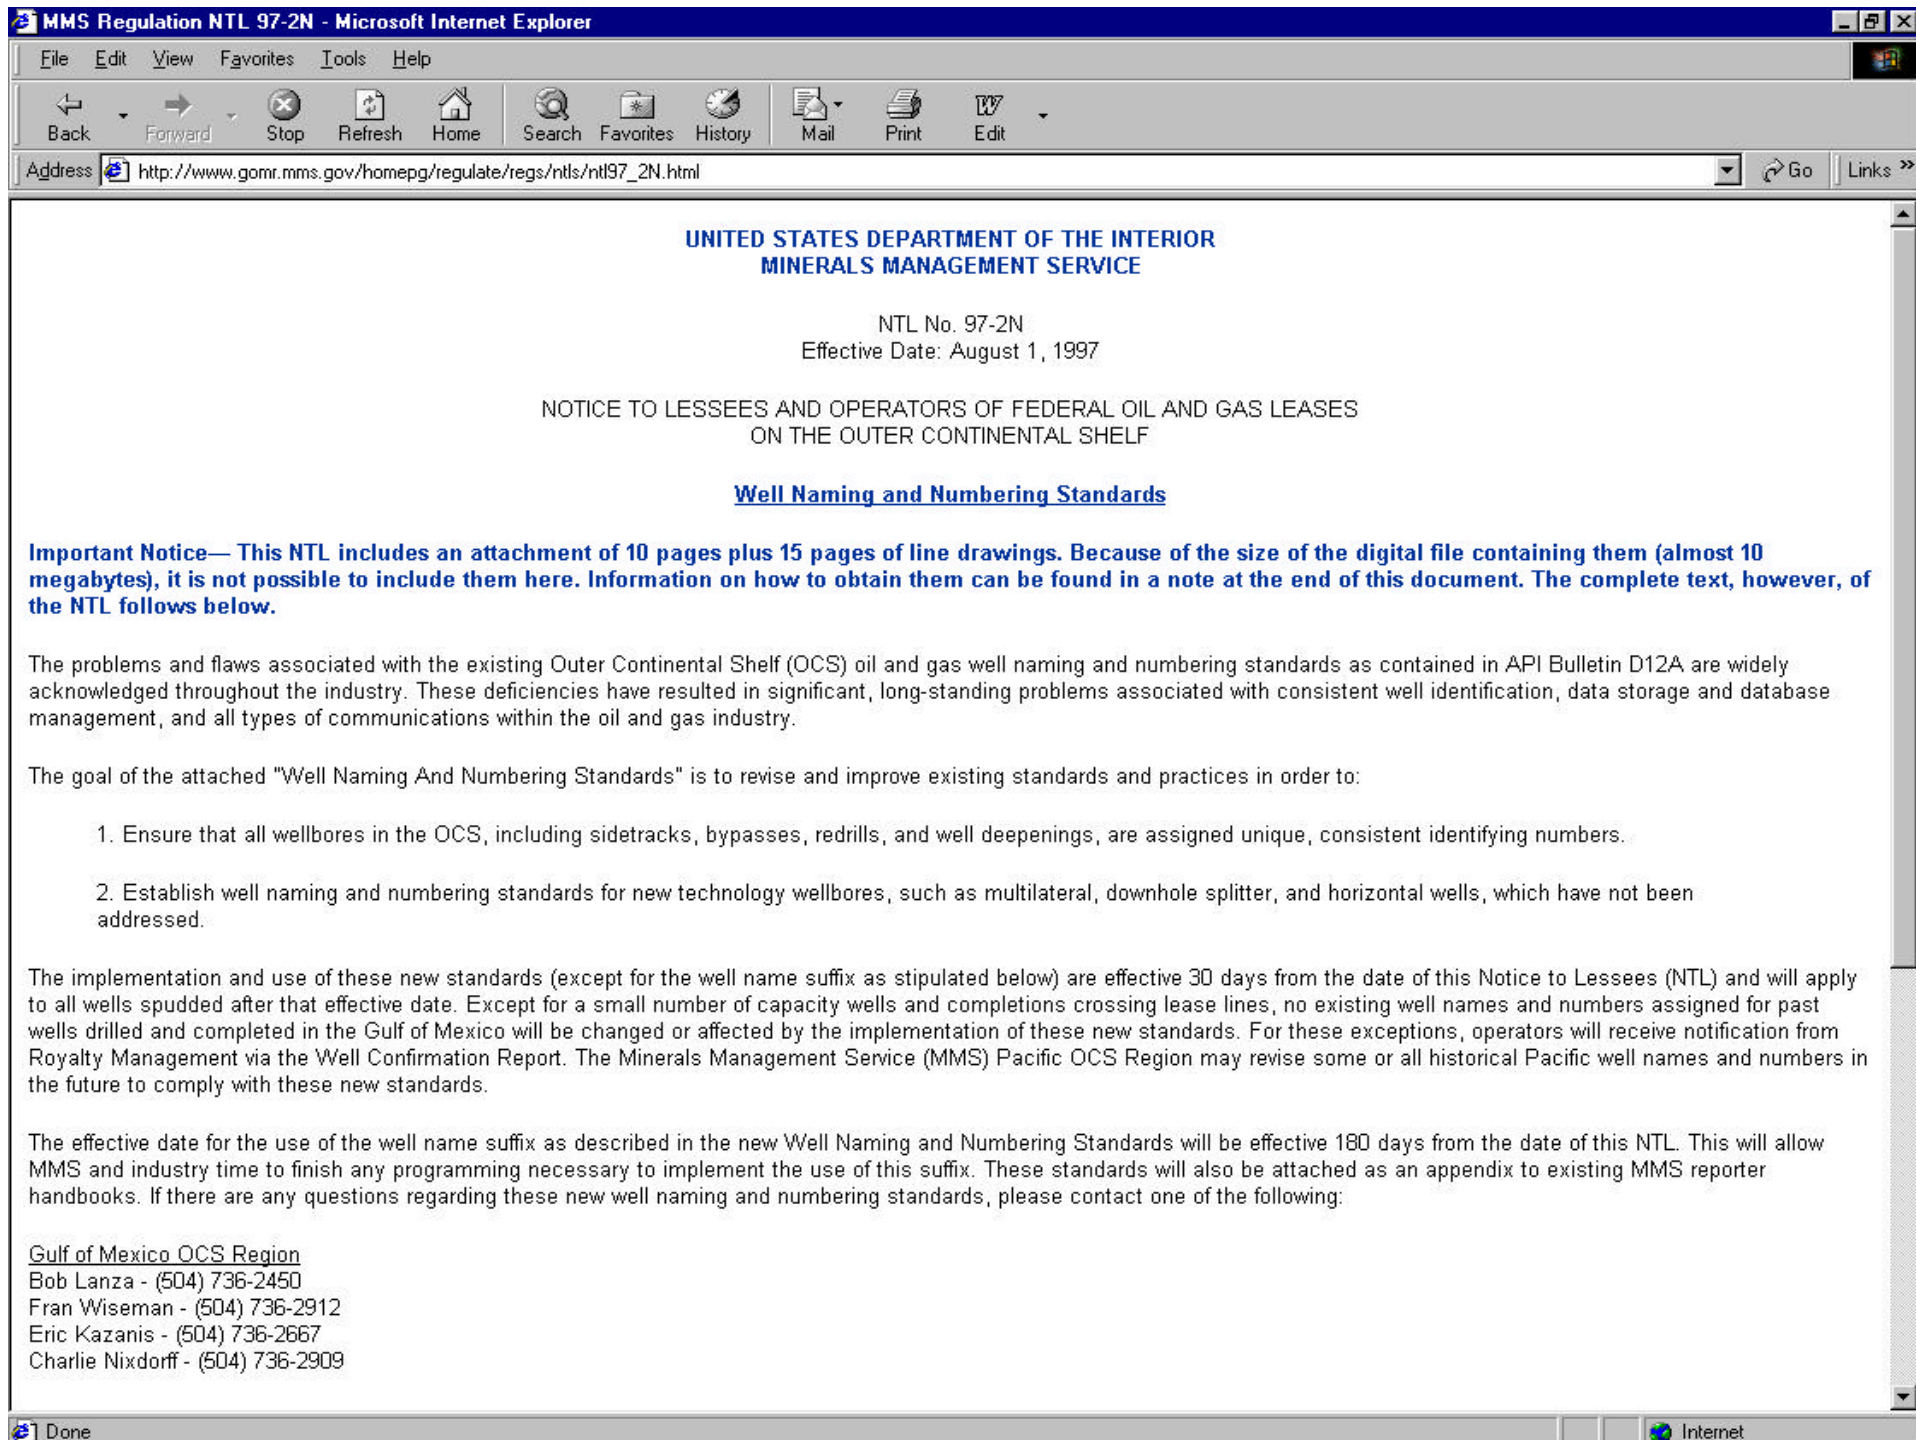 MMS Regulation NTL 97-2N - Microsoft Internet Explorer
File Edit View Favorites Tools Help
Back Forward Stop Refresh Home Search Favorites History Mail Print Edit
Address http://www.gomr.mms.gov/homepg/regulate/regs/ntls/ntl97_2N.html Go Links »
UNITED STATES DEPARTMENT OF THE INTERIOR
MINERALS MANAGEMENT SERVICE
NTL No. 97-2N
Effective Date: August 1, 1997
NOTICE TO LESSEES AND OPERATORS OF FEDERAL OIL AND GAS LEASES
ON THE OUTER CONTINENTAL SHELF
Well Naming and Numbering Standards
Important Notice— This NTL includes an attachment of 10 pages plus 15 pages of line drawings. Because of the size of the digital file containing them (almost 10
megabytes), it is not possible to include them here. Information on how to obtain them can be found in a note at the end of this document. The complete text, however, of
the NTL follows below.
The problems and flaws associated with the existing Outer Continental Shelf (OCS) oil and gas well naming and numbering standards as contained in API Bulletin D12A are widely
acknowledged throughout the industry. These deficiencies have resulted in significant, long-standing problems associated with consistent well identification, data storage and database
management, and all types of communications within the oil and gas industry.
The goal of the attached "Well Naming And Numbering Standards" is to revise and improve existing standards and practices in order to:
1. Ensure that all wellbores in the OCS, including sidetracks, bypasses, redrills, and well deepenings, are assigned unique, consistent identifying numbers.
2. Establish well naming and numbering standards for new technology wellbores, such as multilateral, downhole splitter, and horizontal wells, which have not been
addressed.
The implementation and use of these new standards (except for the well name suffix as stipulated below) are effective 30 days from the date of this Notice to Lessees (NTL) and will apply
to all wells spudded after that effective date. Except for a small number of capacity wells and completions crossing lease lines, no existing well names and numbers assigned for past
wells drilled and completed in the Gulf of Mexico will be changed or affected by the implementation of these new standards. For these exceptions, operators will receive notification from
Royalty Management via the Well Confirmation Report. The Minerals Management Service (MMS) Pacific OCS Region may revise some or all historical Pacific well names and numbers in
the future to comply with these new standards.
The effective date for the use of the well name suffix as described in the new Well Naming and Numbering Standards will be effective 180 days from the date of this NTL. This will allow
MMS and industry time to finish any programming necessary to implement the use of this suffix. These standards will also be attached as an appendix to existing MMS reporter
handbooks. If there are any questions regarding these new well naming and numbering standards, please contact one of the following:
Gulf of Mexico OCS Region
Bob Lanza - (504) 736-2450
Fran Wiseman - (504) 736-2912
Eric Kazanis - (504) 736-2667
Charlie Nixdorff - (504) 736-2909
Done Internet